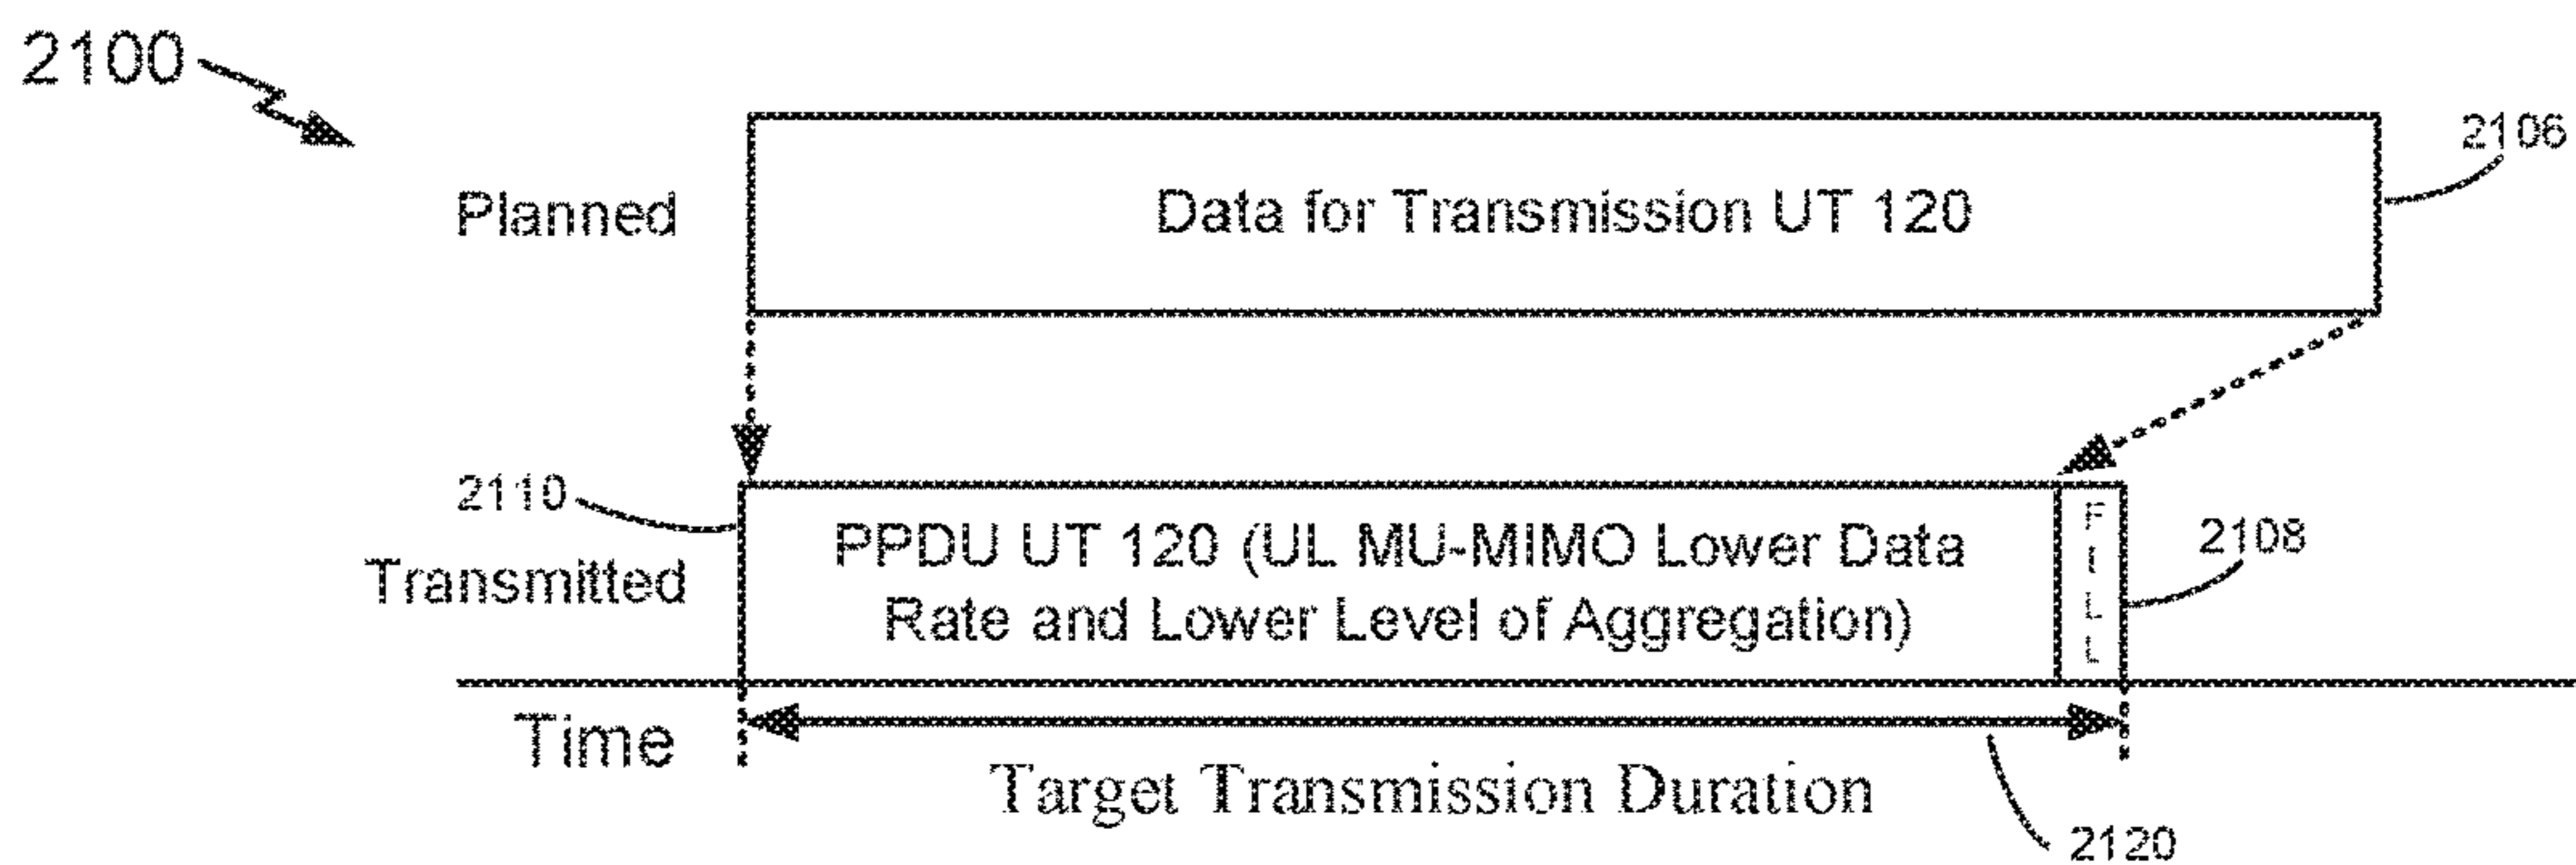 2100
2106
Planned
Data for Transmission UT 120
2110
PPDU UT 120 (UL MU-MIMO Lower Data
Rate and Lower Level of Aggregation)
FILL
2108
Transmitted
Time
Target Transmission Duration
2120